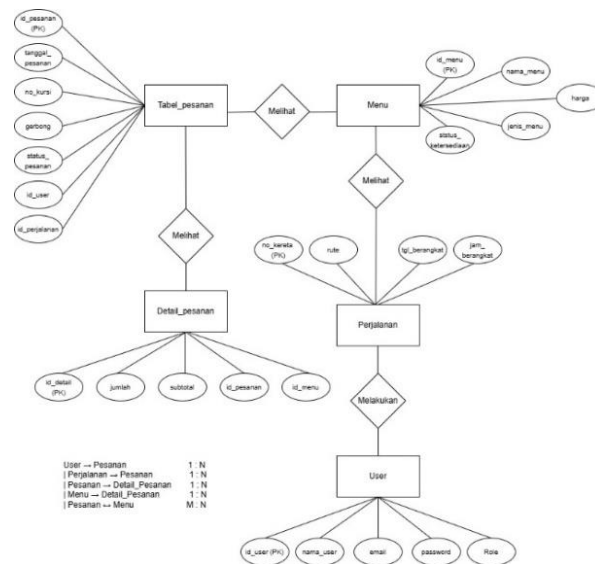 id_pesanan
(PK)
tanggal_
pesanan
no_kursi
gerbong
status_
pesanan
id_user
id_perjalanan
Tabel_pesanan
Melihat
Menu
id_menu
(PK)
nama_menu
harga
jenis_menu
status_
ketersediaan
Melihat
Melihat
no_kereta
(PK)
rute
tgl_berangkat
jam_
berangkat
Detail_pesanan
Perjalanan
id_detail
(PK)
jumlah
subtotal
id_pesanan
id_menu
Melakukan
User → Pesanan 1 : N
| Perjalanan → Pesanan 1 : N
| Pesanan → Detail_Pesanan 1 : N
| Menu → Detail_Pesanan 1 : N
| Pesanan ↔ Menu M : N
User
id_user (PK)
nama_user
email
password
Role